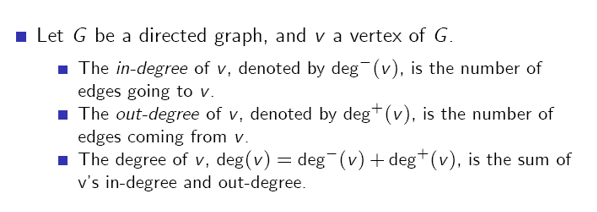 Let G be a directed graph, and v a vertex of G.
The in-degree of v, denoted by deg⁻(v), is the number of
edges going to v.
The out-degree of v, denoted by deg⁺(v), is the number of
edges coming from v.
The degree of v, deg(v) = deg⁻(v) + deg⁺(v), is the sum of
v's in-degree and out-degree.